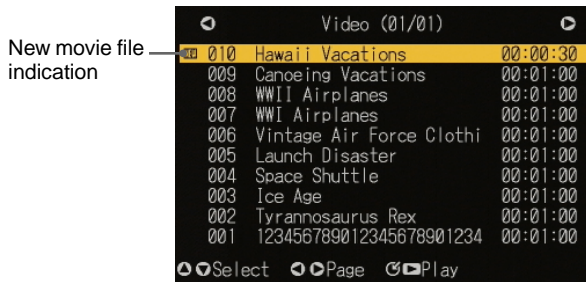 New movie file
indication
Video (01/01)
010 Hawaii Vacations 00:00:30
009 Canoeing Vacations 00:01:00
008 WWII Airplanes 00:01:00
007 WWI Airplanes 00:01:00
006 Vintage Air Force Clothi 00:01:00
005 Launch Disaster 00:01:00
004 Space Shuttle 00:01:00
003 Ice Age 00:01:00
002 Tyrannosaurus Rex 00:01:00
001 123456789012345678901234 00:01:00
Select Page Play